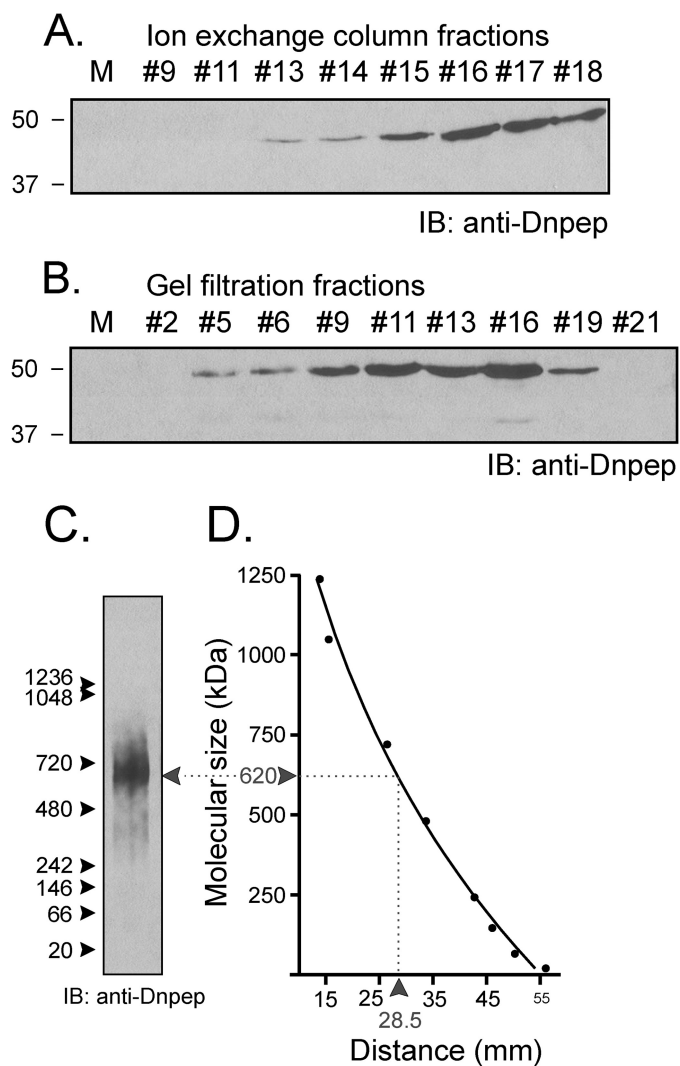 A.
Ion exchange column fractions
M #9 #11 #13 #14 #15 #16 #17 #18
50
37
IB: anti-Dnpep
B.
Gel filtration fractions
M #2 #5 #6 #9 #11 #13 #16 #19 #21
50
37
IB: anti-Dnpep
C.
1236
1048
720
480
242
146
66
20
IB: anti-Dnpep
D.
Molecular size (kDa)
1250
1000
750
620
500
250
15 25 35 45 55
28.5
Distance (mm)